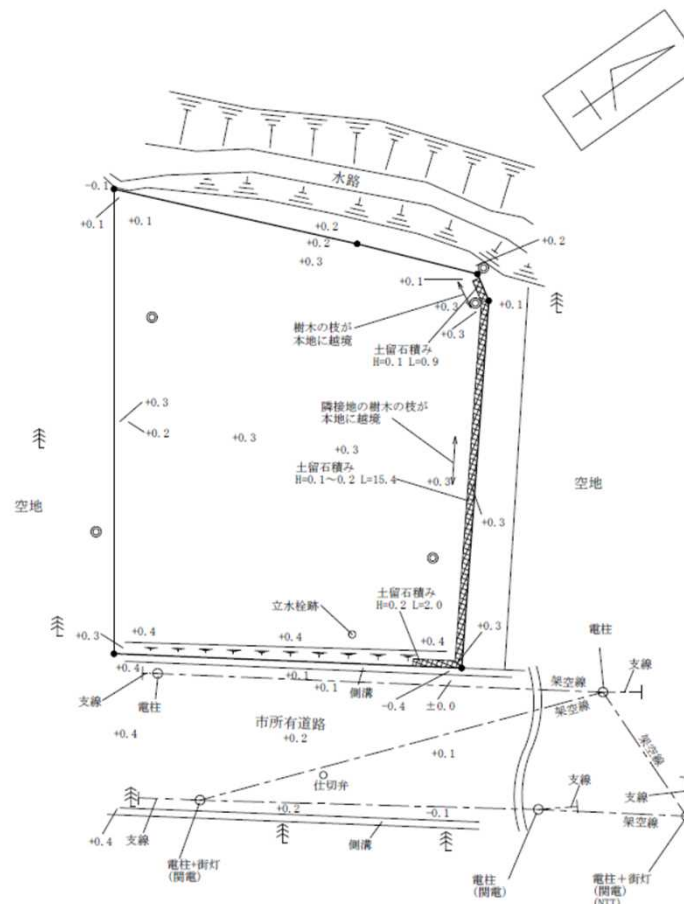 水路
-0.1
+0.1
+0.1
+0.2
+0.2
+0.3
+0.2
+0.1
+0.3
+0.1
+0.3
樹木の枝が
本地に越境
土留石積み
H=0.1 L=0.9
+0.3
+0.2
+0.3
隣接地の樹木の枝が
本地に越境
+0.3
土留石積み
H=0.1～0.2 L=15.4
+0.3
+0.3
空地
空地
立水栓跡
土留石積み
H=0.2 L=2.0
+0.3
+0.4
+0.4
+0.4
+0.3
電柱
+0.4
+0.1
+0.1
側溝
-0.4
±0.0
架空線
支線
架空線
支線
電柱
市所有道路
+0.4
+0.2
+0.1
架空線
仕切弁
支線
支線
+0.2
-0.1
架空線
+0.4
支線
側溝
電柱+街灯
(関電)
電柱
(関電)
電柱＋街灯
(関電)
(NTT)